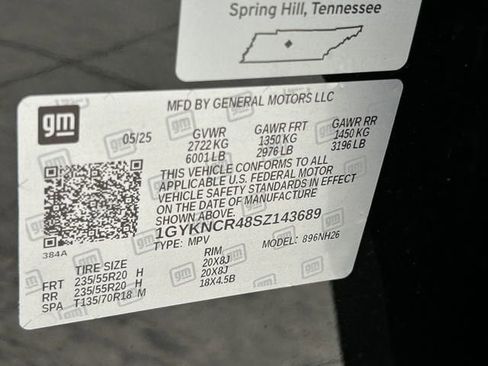 Spring Hill, Tennessee
MFD BY GENERAL MOTORS LLC
gm
05/25 GVWR GAWR FRT GAWR RR
2722 KG 1350 KG 1450 KG
6001 LB 2976 LB 3196 LB
THIS VEHICLE CONFORMS TO ALL
APPLICABLE U.S. FEDERAL MOTOR
VEHICLE SAFETY STANDARDS IN EFFECT
ON THE DATE OF MANUFACTURE
SHOWN ABOVE.
1GYKNCR48SZ143689
TYPE: MPV MODEL: 896NH26
384A
TIRE SIZE RIM
FRT 235/55R20 H 20X8J
RR 235/55R20 H 20X8J
SPA T135/70R18 M 18X4.5B